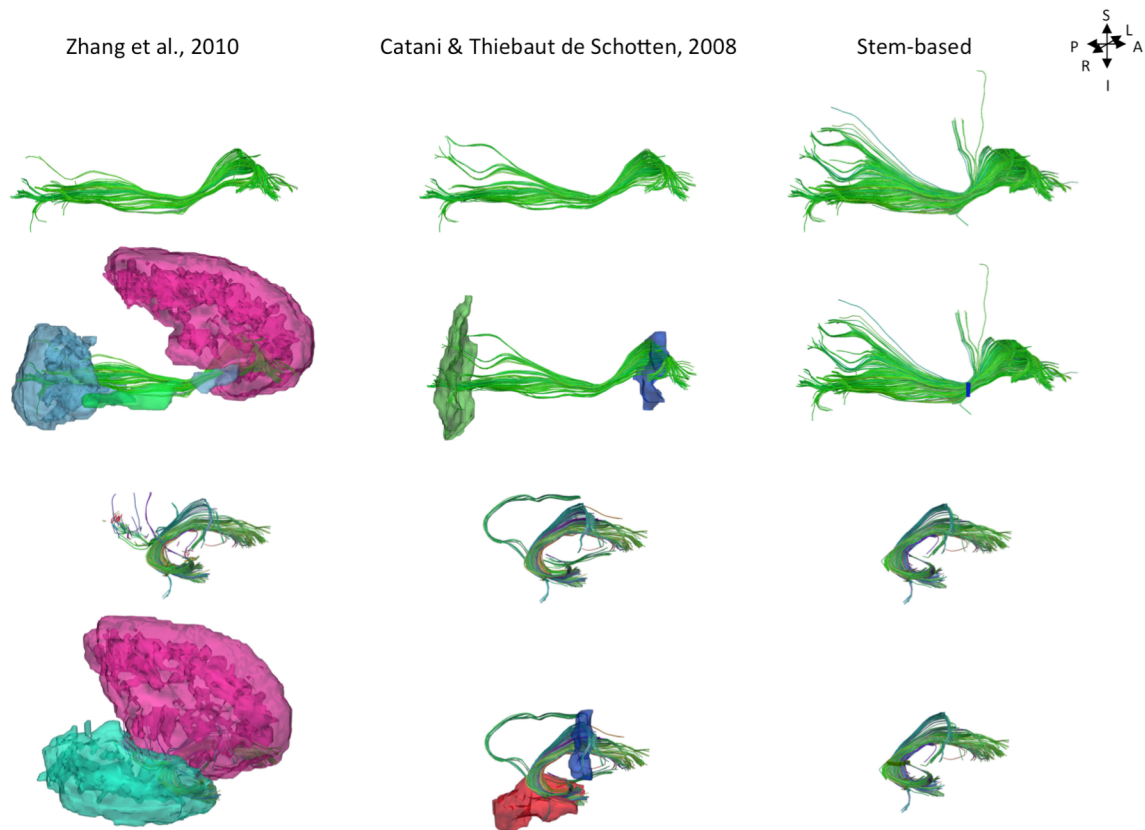 Zhang et al., 2010
Catani & Thiebaut de Schotten, 2008
Stem-based
S
L
P
A
R
I